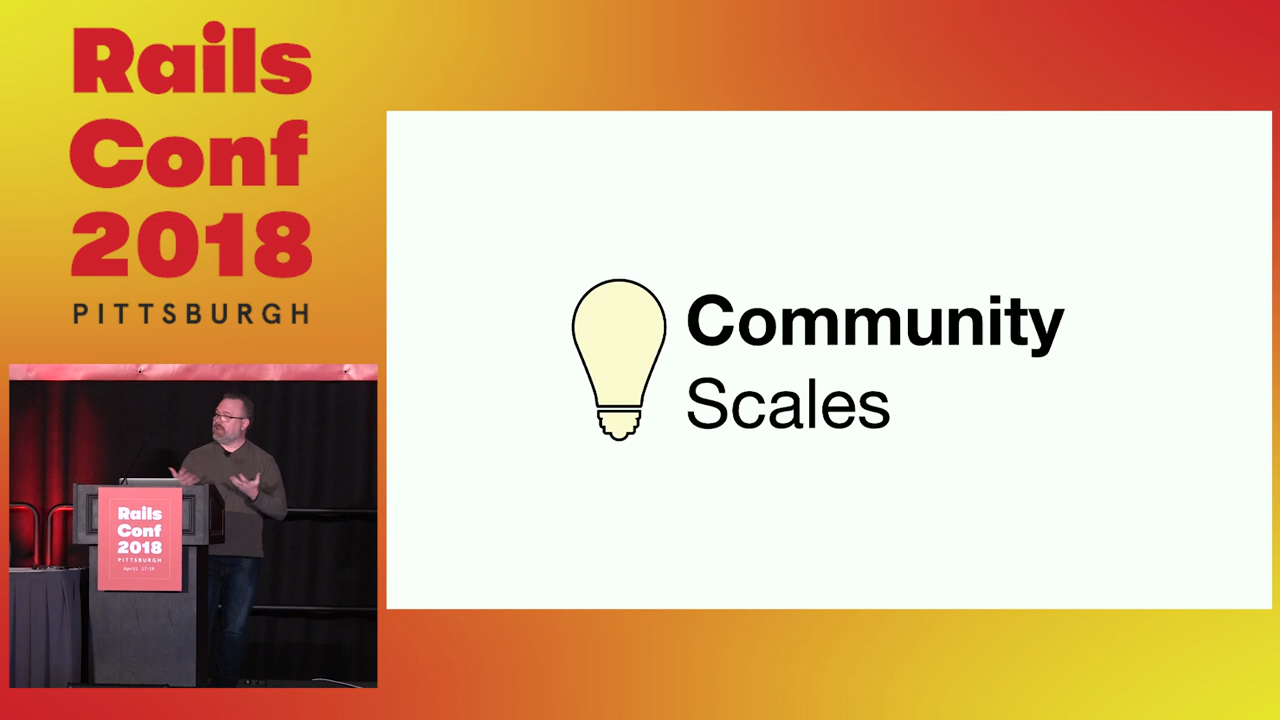 Rails
Conf
2018
PITTSBURGH
Community
Scales
Rails
Conf
2018
PITTSBURGH